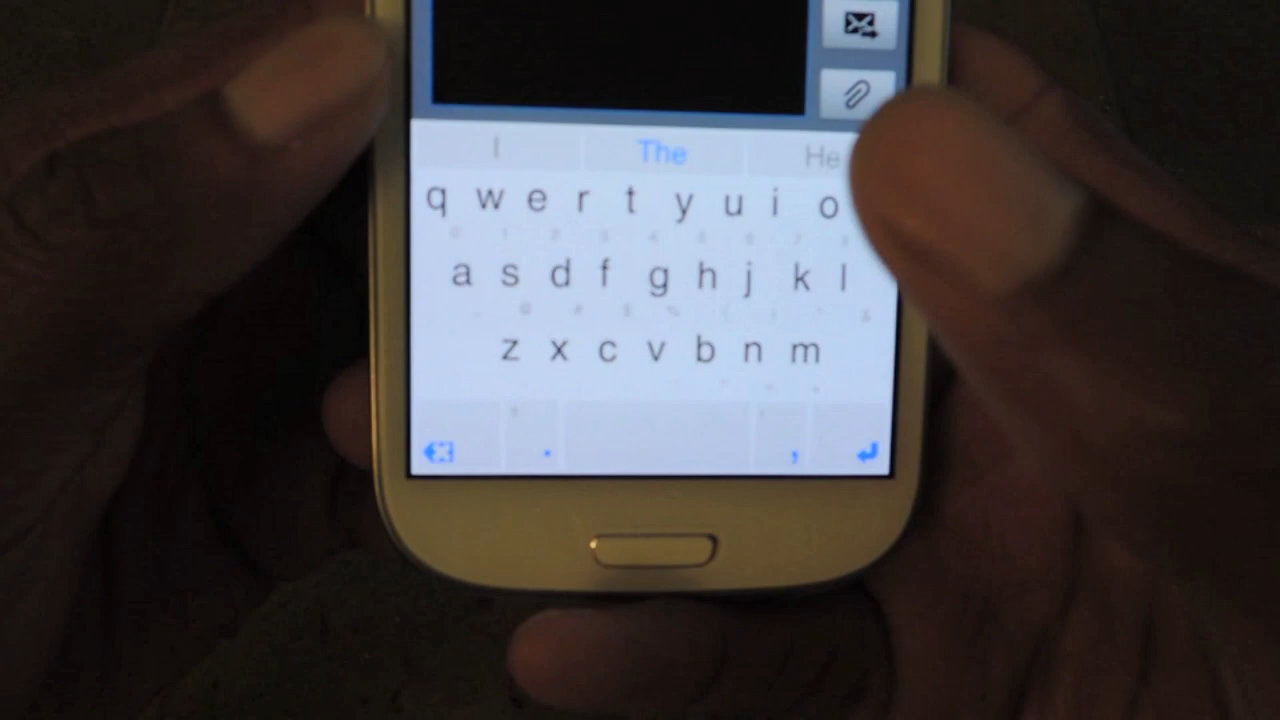 I The He
q w e r t y u i o
a s d f g h j k l
z x c v b n m
. ,